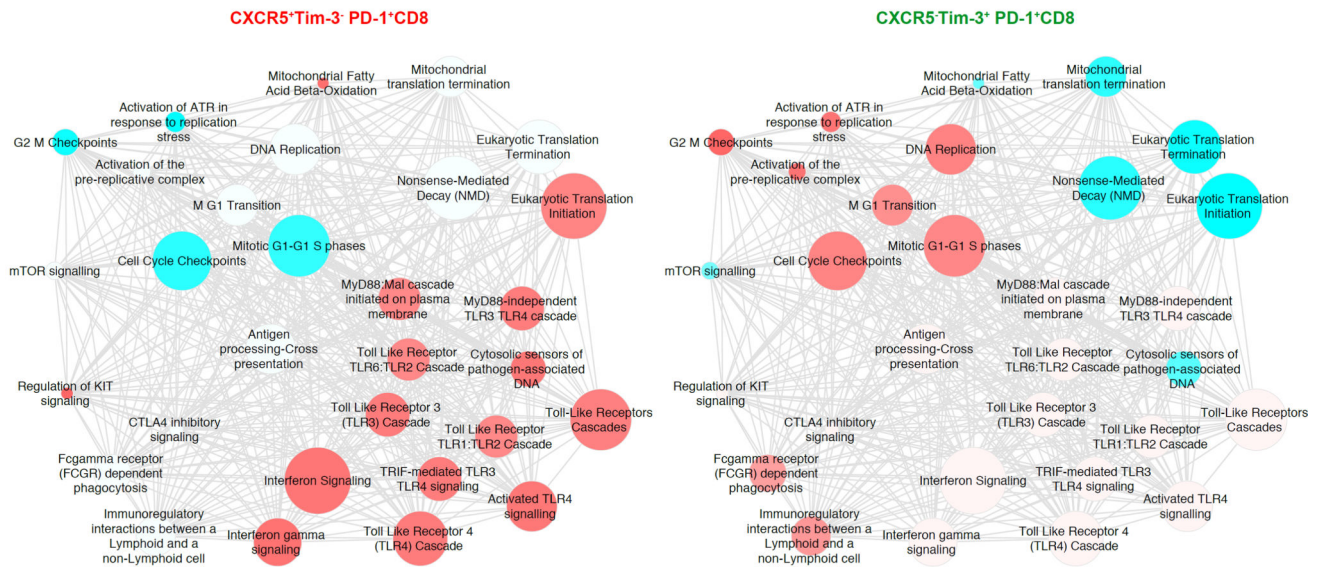 CXCR5+Tim-3- PD-1+CD8
Mitochondrial Fatty
Acid Beta-Oxidation
Mitochondrial
translation termination
Activation of ATR in
response to replication
stress
G2 M Checkpoints
DNA Replication
Eukaryotic Translation
Termination
Activation of the
pre-replicative complex
Nonsense-Mediated
Decay (NMD)
Eukaryotic Translation
Initiation
M G1 Transition
Mitotic G1-G1 S phases
Cell Cycle Checkpoints
mTOR signalling
MyD88:Mal cascade
initiated on plasma
membrane
MyD88-independent
TLR3 TLR4 cascade
Antigen
processing-Cross
presentation
Toll Like Receptor
TLR6:TLR2 Cascade
Cytosolic sensors of
pathogen-associated
DNA
Regulation of KIT
signaling
CTLA4 inhibitory
signaling
Toll Like Receptor 3
(TLR3) Cascade
Toll Like Receptor
TLR1:TLR2 Cascade
Toll-Like Receptors
Cascades
Fcgamma receptor
(FCGR) dependent
phagocytosis
Interferon Signaling
TRIF-mediated TLR3
TLR4 signaling
Activated TLR4
signalling
Immunoregulatory
interactions between a
Lymphoid and a
non-Lymphoid cell
Interferon gamma
signaling
Toll Like Receptor 4
(TLR4) Cascade
CXCR5-Tim-3+ PD-1+CD8
Mitochondrial Fatty
Acid Beta-Oxidation
Mitochondrial
translation termination
Activation of ATR in
response to replication
stress
G2 M Checkpoints
DNA Replication
Eukaryotic Translation
Termination
Activation of the
pre-replicative complex
Nonsense-Mediated
Decay (NMD)
Eukaryotic Translation
Initiation
M G1 Transition
Mitotic G1-G1 S phases
Cell Cycle Checkpoints
mTOR signalling
MyD88:Mal cascade
initiated on plasma
membrane
MyD88-independent
TLR3 TLR4 cascade
Antigen
processing-Cross
presentation
Toll Like Receptor
TLR6:TLR2 Cascade
Cytosolic sensors of
pathogen-associated
DNA
Regulation of KIT
signaling
CTLA4 inhibitory
signaling
Toll Like Receptor 3
(TLR3) Cascade
Toll Like Receptor
TLR1:TLR2 Cascade
Toll-Like Receptors
Cascades
Fcgamma receptor
(FCGR) dependent
phagocytosis
Interferon Signaling
TRIF-mediated TLR3
TLR4 signaling
Activated TLR4
signalling
Immunoregulatory
interactions between a
Lymphoid and a
non-Lymphoid cell
Interferon gamma
signaling
Toll Like Receptor 4
(TLR4) Cascade